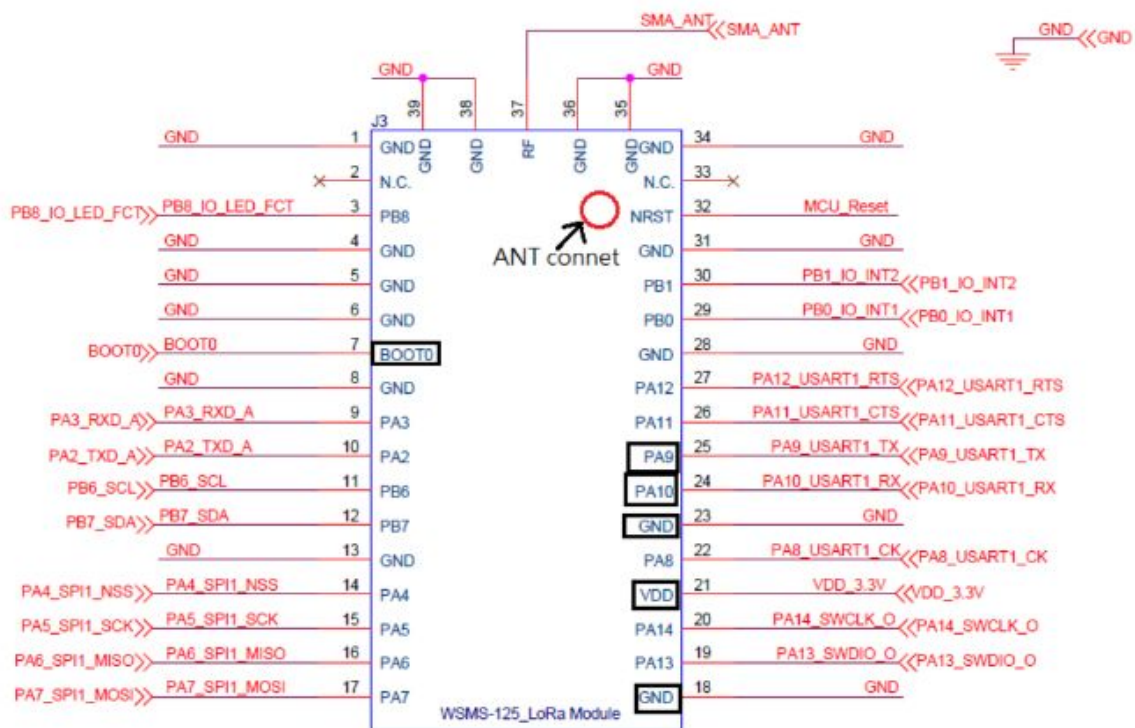 SMA_ANT SMA_ANT
GND GND
GND GND
39 38 37 36 35
J3
GND GND RF GND GND
GND 1 GND GND 34 GND
2 N.C. N.C. 33
PB8_IO_LED_FCT PB8_IO_LED_FCT 3 PB8 NRST 32 MCU_Reset
GND 4 GND GND 31 GND
ANT connet
GND 5 GND PB1 30 PB1_IO_INT2 PB1_IO_INT2
GND 6 GND PB0 29 PB0_IO_INT1 PB0_IO_INT1
BOOT0 BOOT0 7 BOOT0 GND 28 GND
GND 8 GND PA12 27 PA12_USART1_RTS PA12_USART1_RTS
PA3_RXD_A PA3_RXD_A 9 PA3 PA11 26 PA11_USART1_CTS PA11_USART1_CTS
PA2_TXD_A PA2_TXD_A 10 PA2 PA9 25 PA9_USART1_TX PA9_USART1_TX
PB6_SCL PB6_SCL 11 PB6 PA10 24 PA10_USART1_RX PA10_USART1_RX
PB7_SDA PB7_SDA 12 PB7 GND 23 GND
GND 13 GND PA8 22 PA8_USART1_CK PA8_USART1_CK
PA4_SPI1_NSS PA4_SPI1_NSS 14 PA4 VDD 21 VDD_3.3V VDD_3.3V
PA5_SPI1_SCK PA5_SPI1_SCK 15 PA5 PA14 20 PA14_SWCLK_O PA14_SWCLK_O
PA6_SPI1_MISO PA6_SPI1_MISO 16 PA6 PA13 19 PA13_SWDIO_O PA13_SWDIO_O
PA7_SPI1_MOSI PA7_SPI1_MOSI 17 PA7 GND 18 GND
WSMS-125_LoRa Module